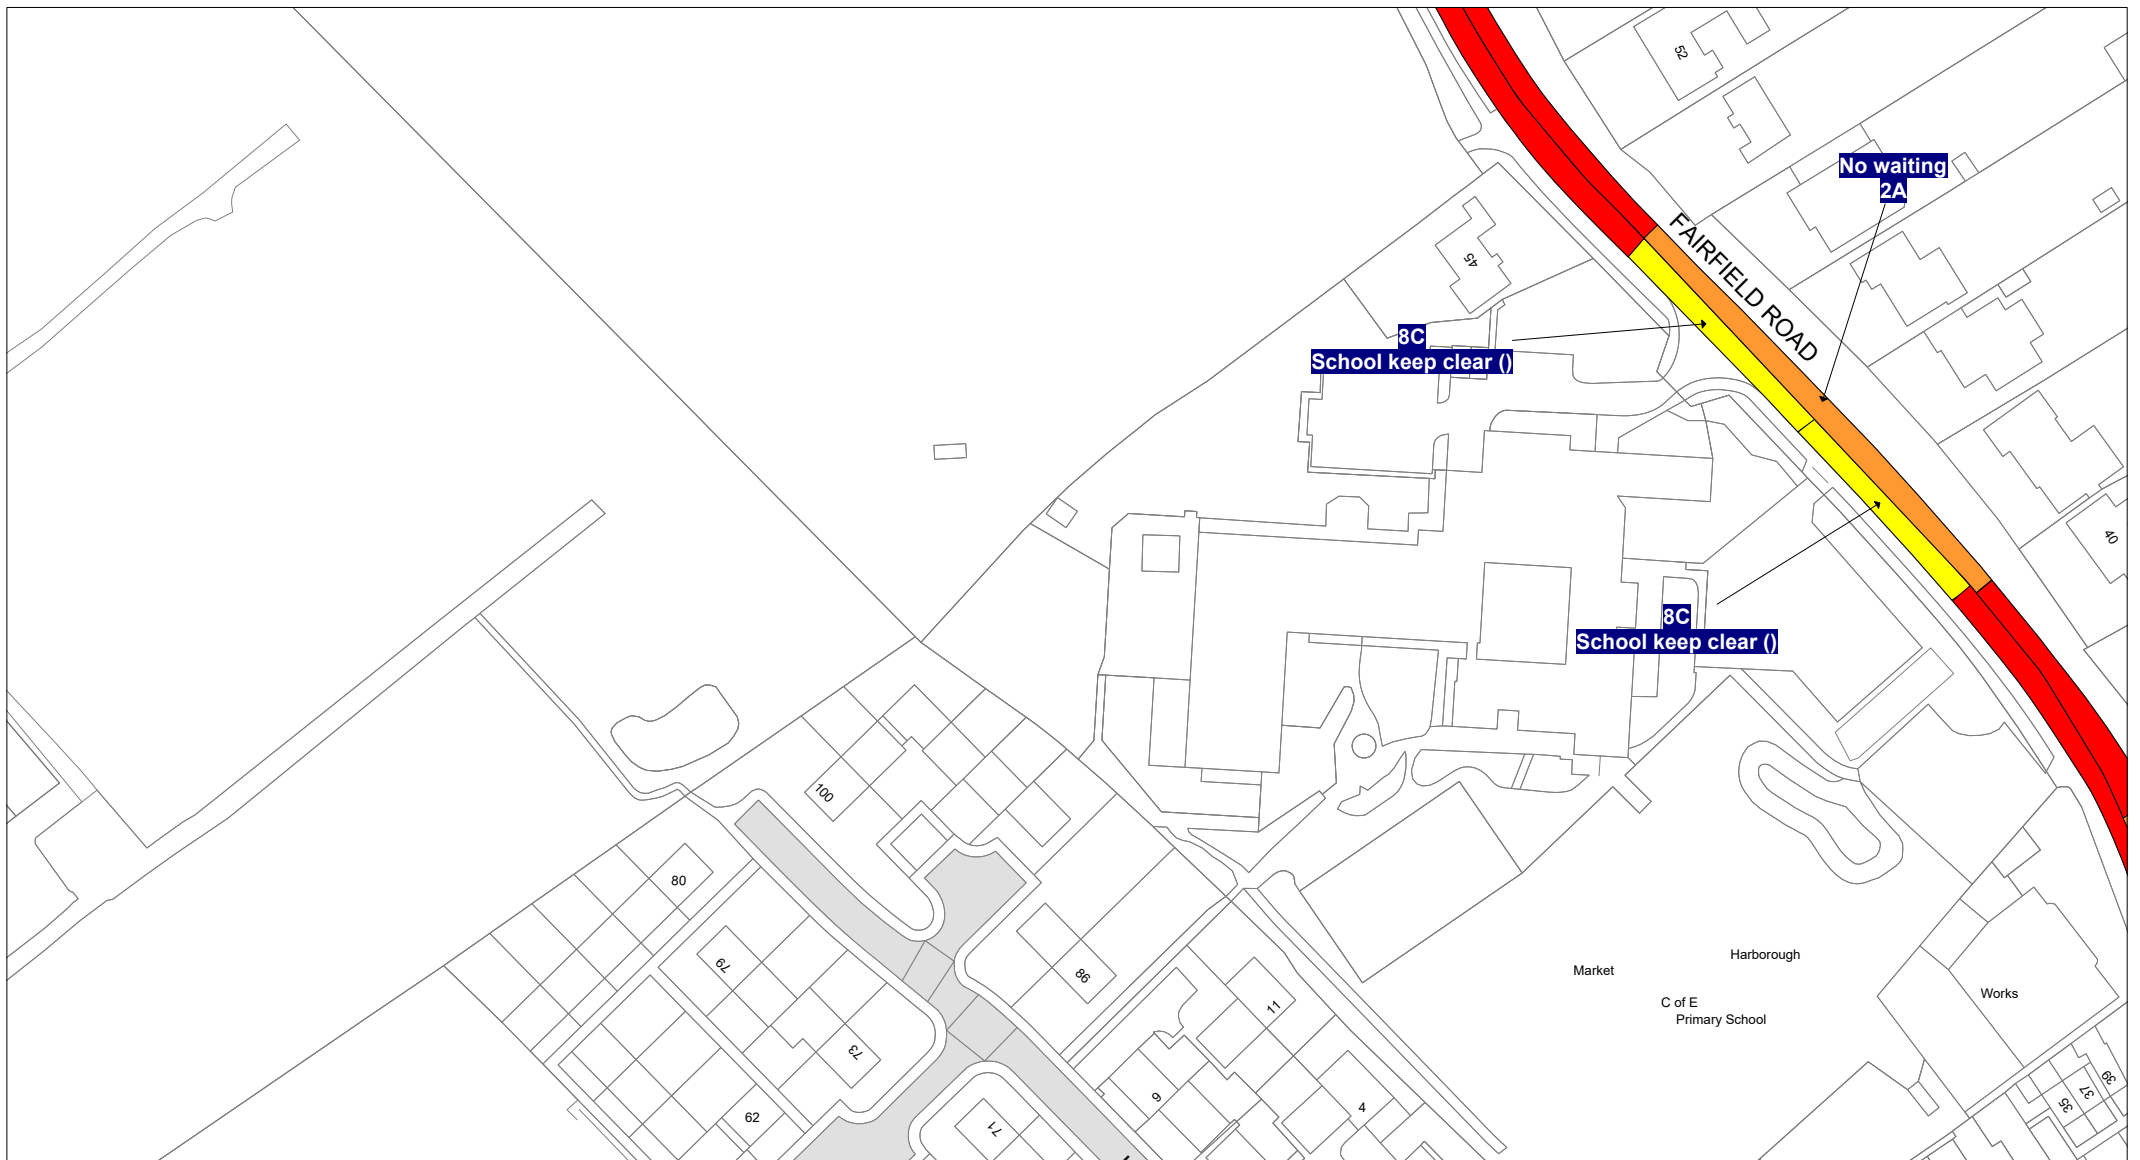 52
No waiting
2A
FAIRFIELD ROAD
45
8C
School keep clear ()
40
8C
School keep clear ()
100
80
79
86
11
73
62
71
9
4
Market
Harborough
C of E
Primary School
Works
39
37
35